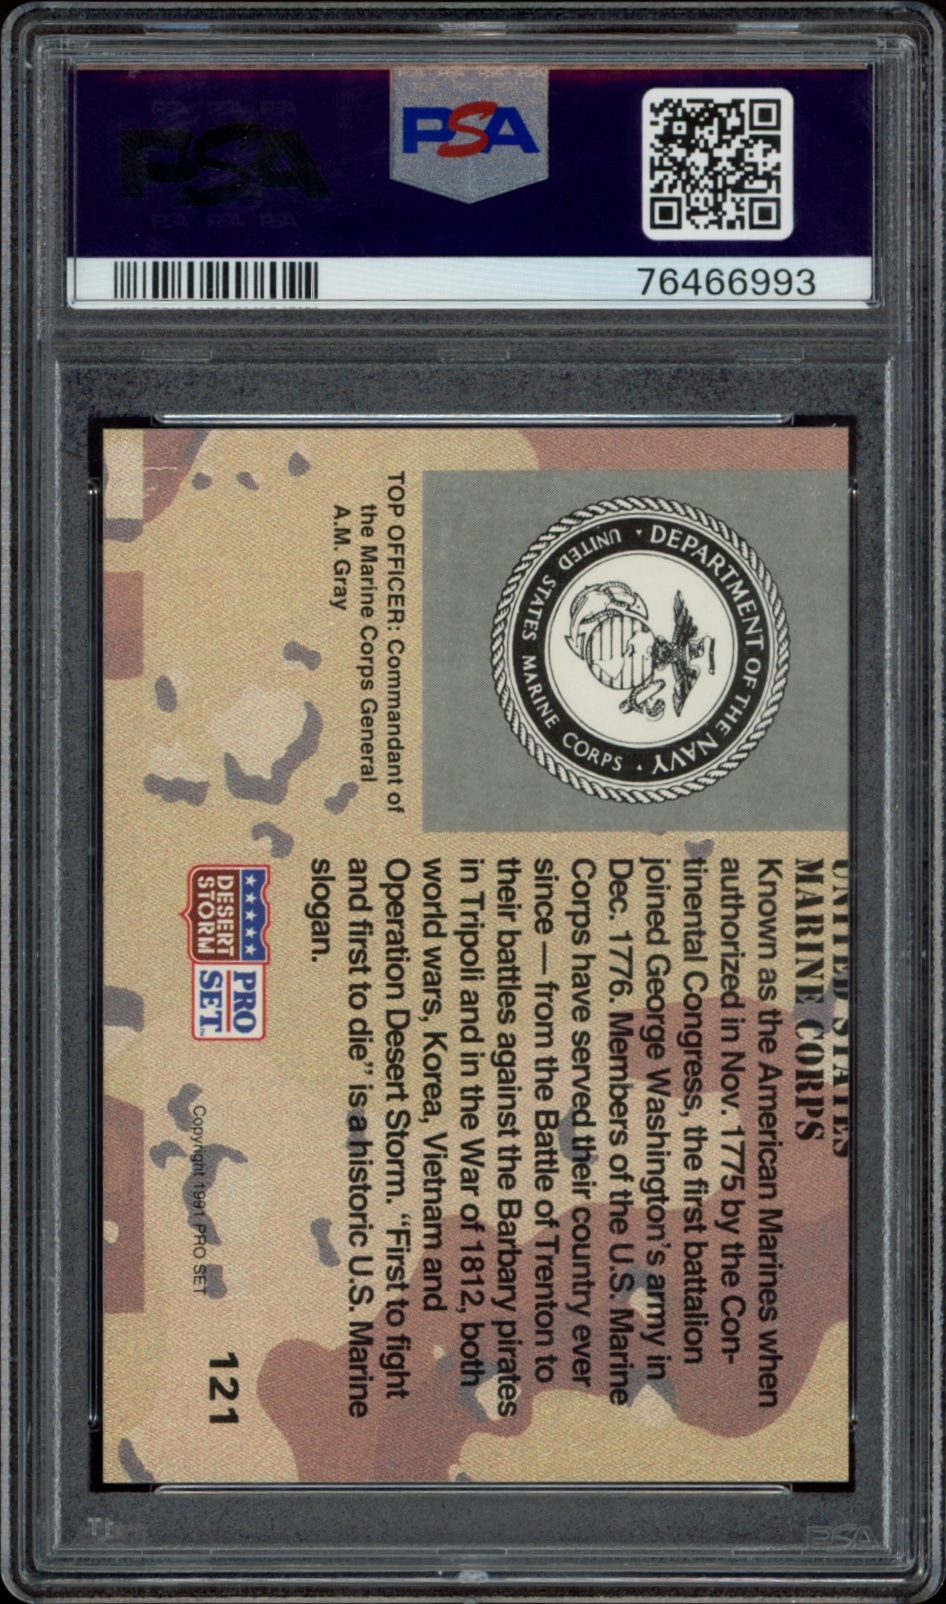 PSA
PSA
76466993
UNITED STATES
MARINE CORPS
Known as the American Marines when
authorized in Nov. 1775 by the Con-
tinental Congress, the first battalion
joined George Washington's army in
Dec. 1776. Members of the U.S. Marine
Corps have served their country ever
since — from the Battle of Trenton to
their battles against the Barbary pirates
in Tripoli and in the War of 1812, both
world wars, Korea, Vietnam and
Operation Desert Storm. “First to fight
and first to die” is a historic U.S. Marine
slogan.
DEPARTMENT OF THE NAVY
UNITED STATES MARINE CORPS
TOP OFFICER: Commandant of
the Marine Corps General
A.M. Gray
DESERT
STORM
PRO
SET™
Copyright 1991 PRO SET
121
PSA